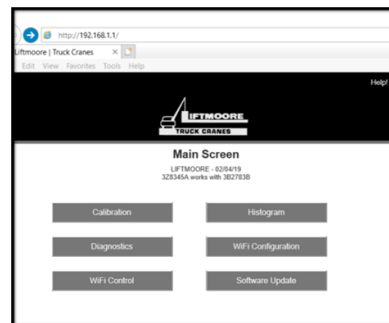 http://192.168.1.1/
Liftmoore | Truck Cranes
Edit View Favorites Tools Help
Help!
LIFTMOORE
TRUCK CRANES
Main Screen
LIFTMOORE - 02/04/19
3Z8345A works with 3B2783B
Calibration
Histogram
Diagnostics
WiFi Configuration
WiFi Control
Software Update